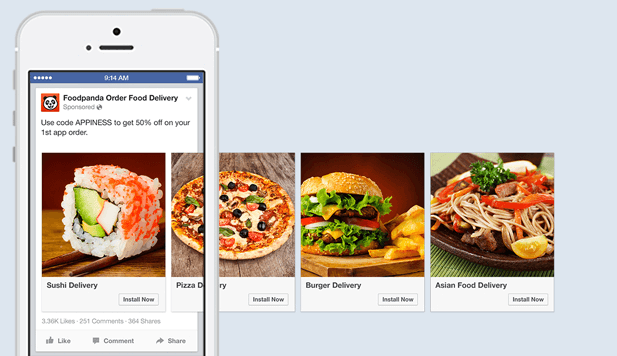 9:14 AM
Foodpanda Order Food Delivery
Sponsored
Use code APPINESS to get 50% off on your
1st app order.
Sushi Delivery
Install Now
Pizza D
Install Now
Burger Delivery
Install Now
Asian Food Delivery
Install Now
3.36K Likes · 251 Comments · 364 Shares
Like Comment Share